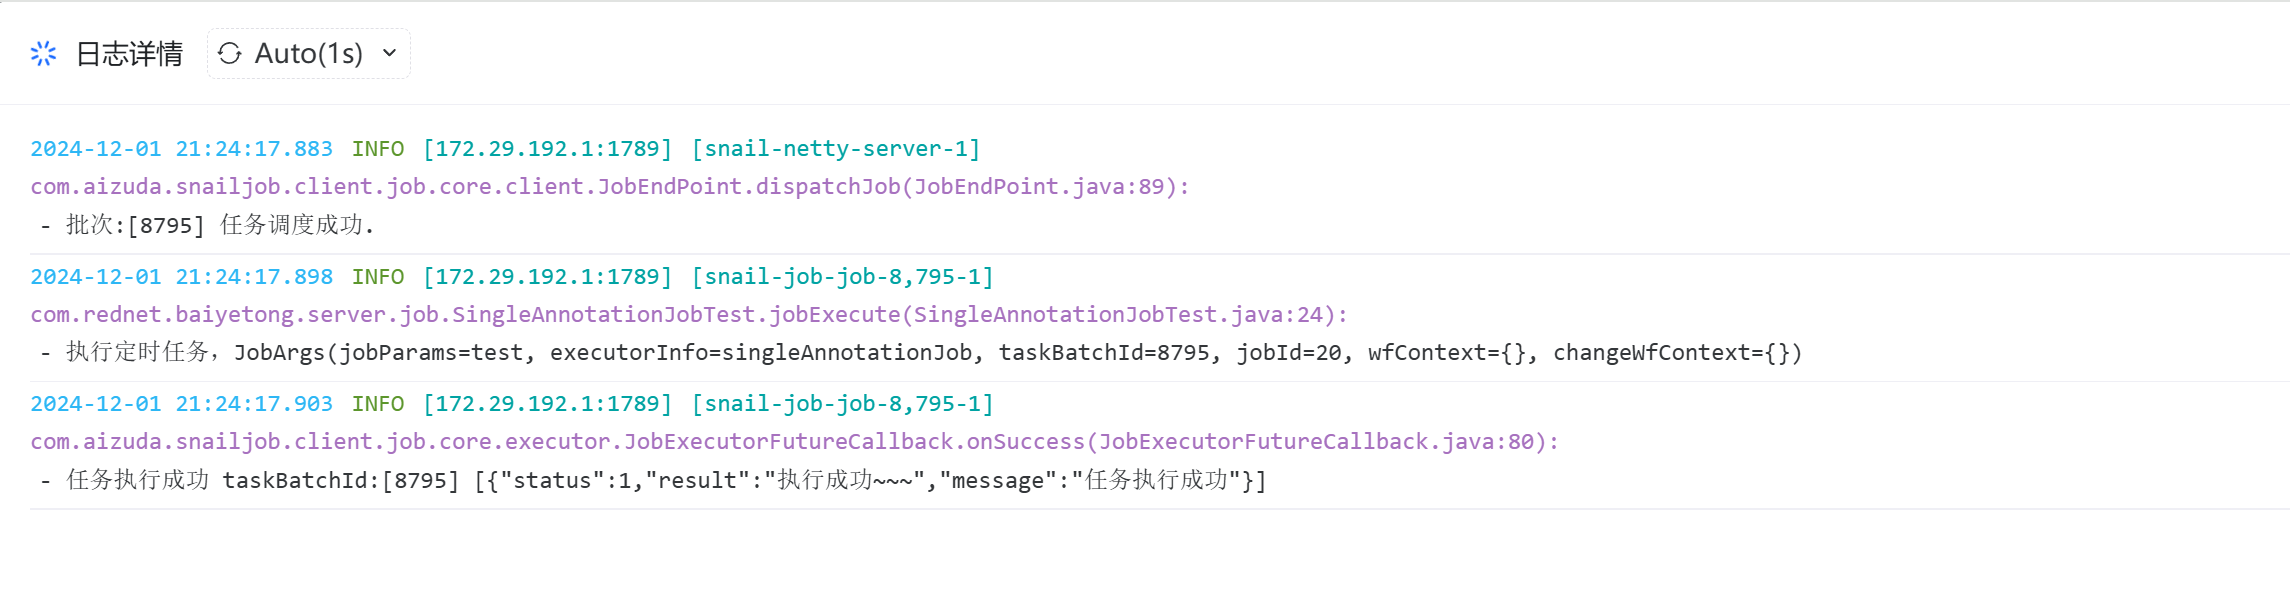 日志详情 Auto(1s)
2024-12-01 21:24:17.883 INFO [172.29.192.1:1789] [snail-netty-server-1]
com.aizuda.snailjob.client.job.core.client.JobEndPoint.dispatchJob(JobEndPoint.java:89):
- 批次:[8795] 任务调度成功.
2024-12-01 21:24:17.898 INFO [172.29.192.1:1789] [snail-job-job-8,795-1]
com.rednet.baiyetong.server.job.SingleAnnotationJobTest.jobExecute(SingleAnnotationJobTest.java:24):
- 执行定时任务，JobArgs(jobParams=test, executorInfo=singleAnnotationJob, taskBatchId=8795, jobId=20, wfContext={}, changeWfContext={})
2024-12-01 21:24:17.903 INFO [172.29.192.1:1789] [snail-job-job-8,795-1]
com.aizuda.snailjob.client.job.core.executor.JobExecutorFutureCallback.onSuccess(JobExecutorFutureCallback.java:80):
- 任务执行成功 taskBatchId:[8795] [{"status":1,"result":"执行成功~~~","message":"任务执行成功"}]